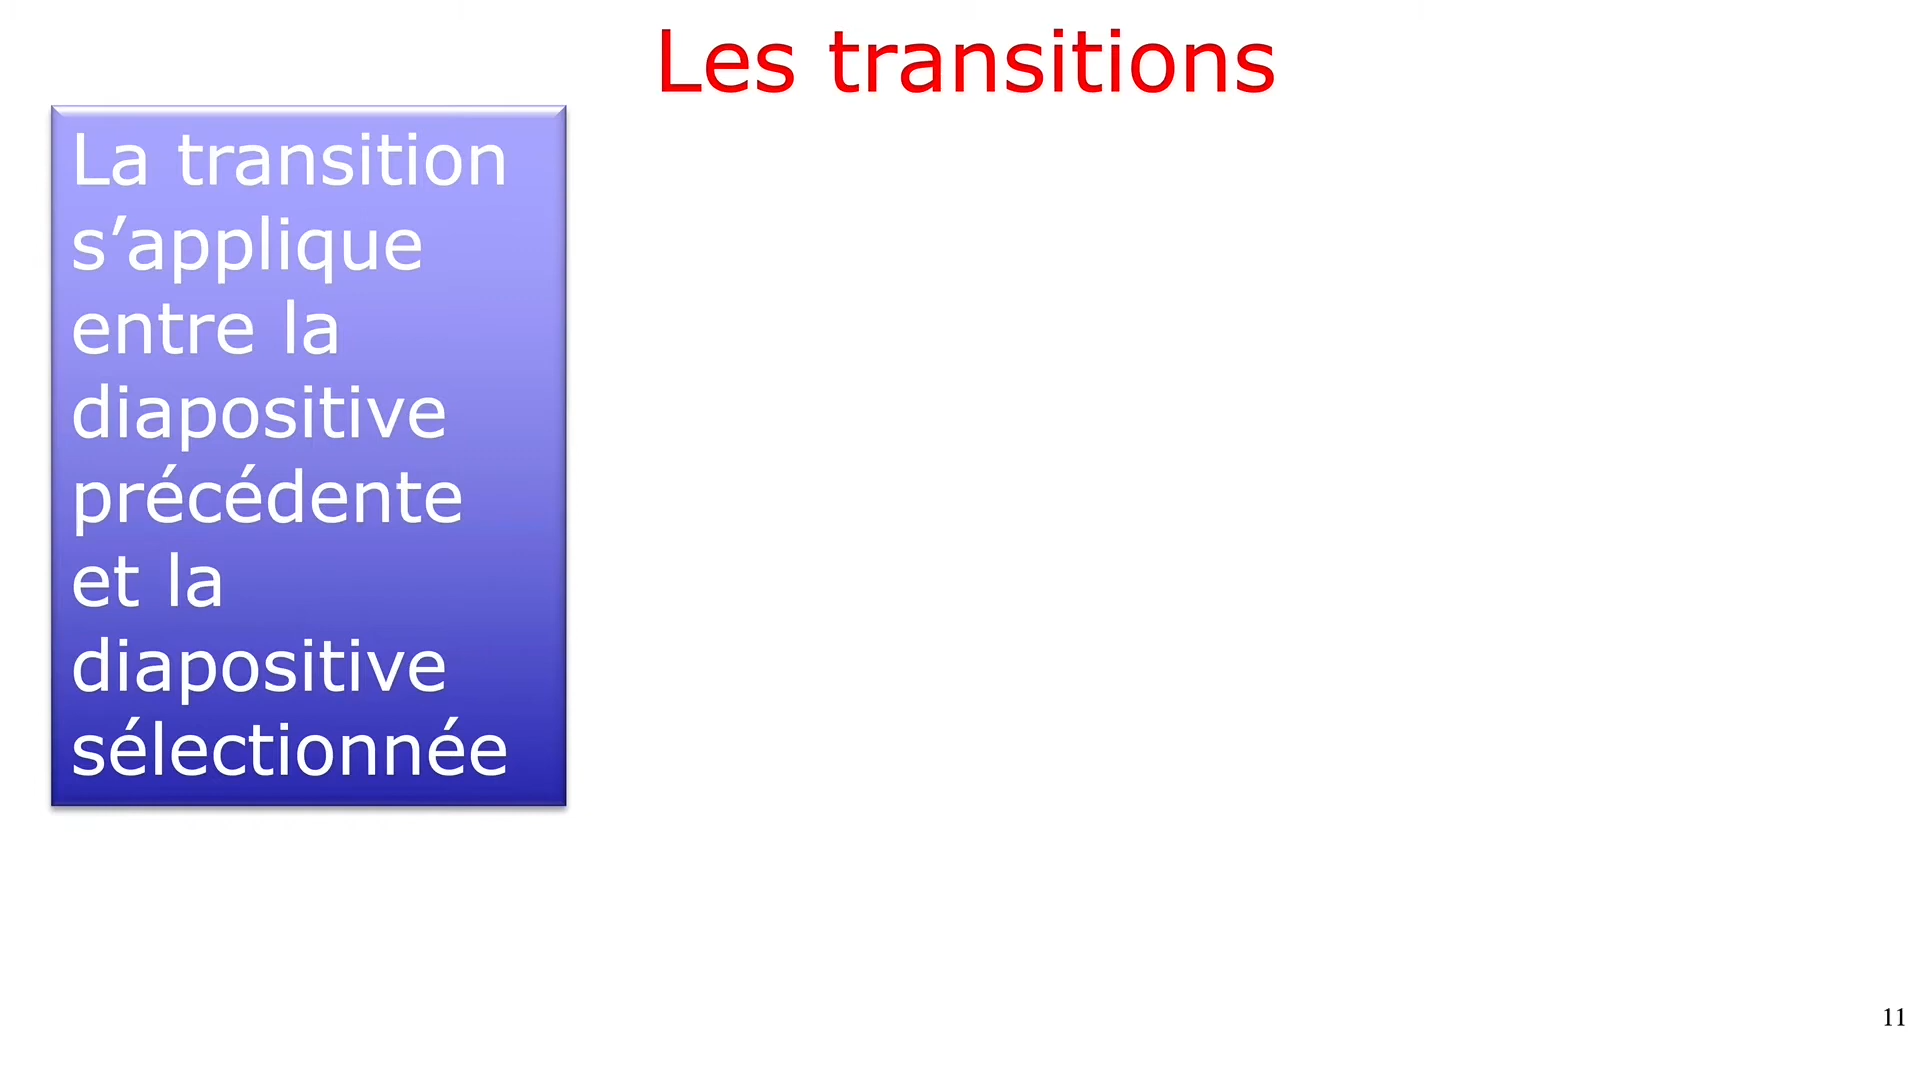 Les transitions
La transition
s’applique
entre la
diapositive
précédente
et la
diapositive
sélectionnée
11